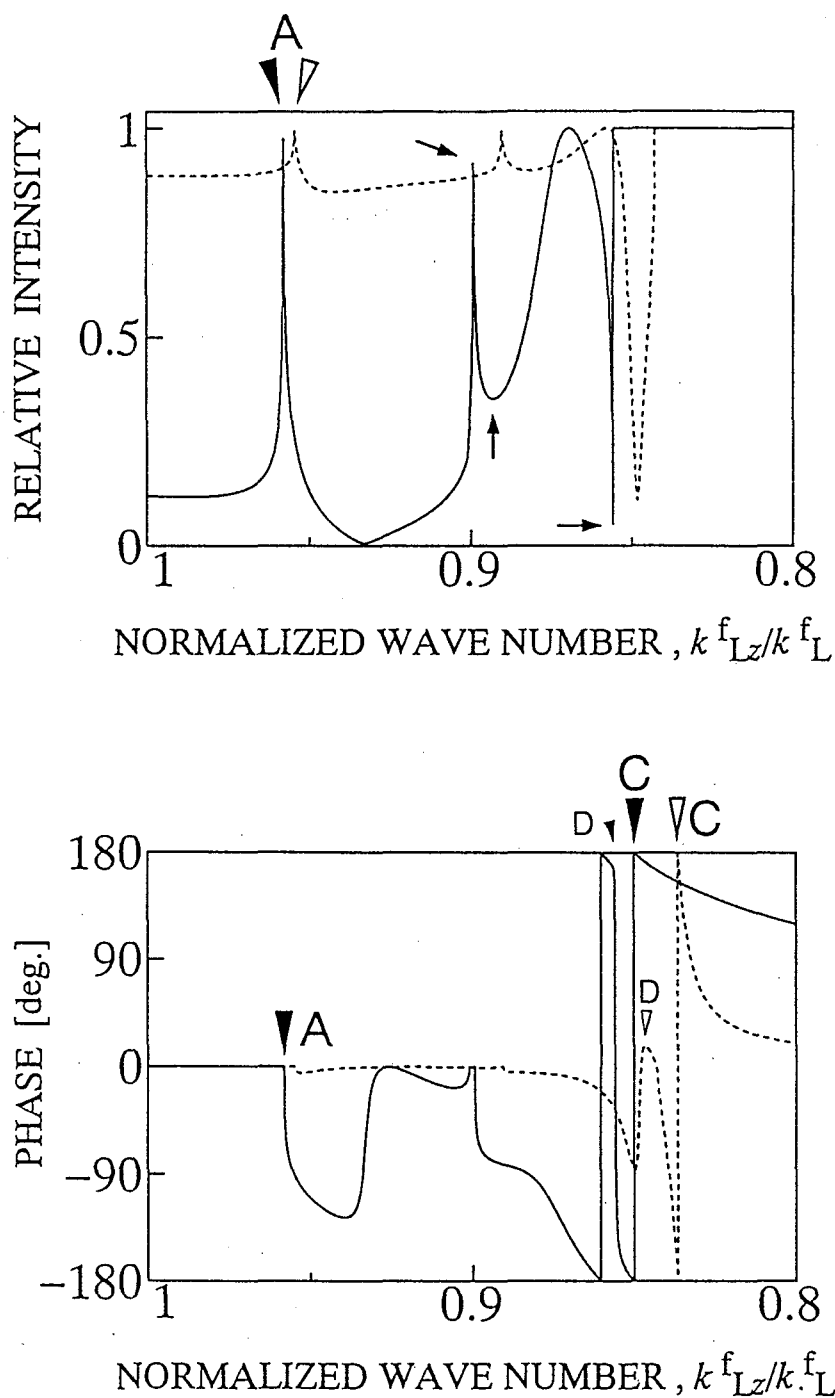 A
RELATIVE INTENSITY
1
0.5
0
1 0.9 0.8
NORMALIZED WAVE NUMBER , k f Lz/k f L
C
D C
180
90
0
−90
−180
PHASE [deg.]
A
D
1 0.9 0.8
NORMALIZED WAVE NUMBER , k f Lz/k. f L